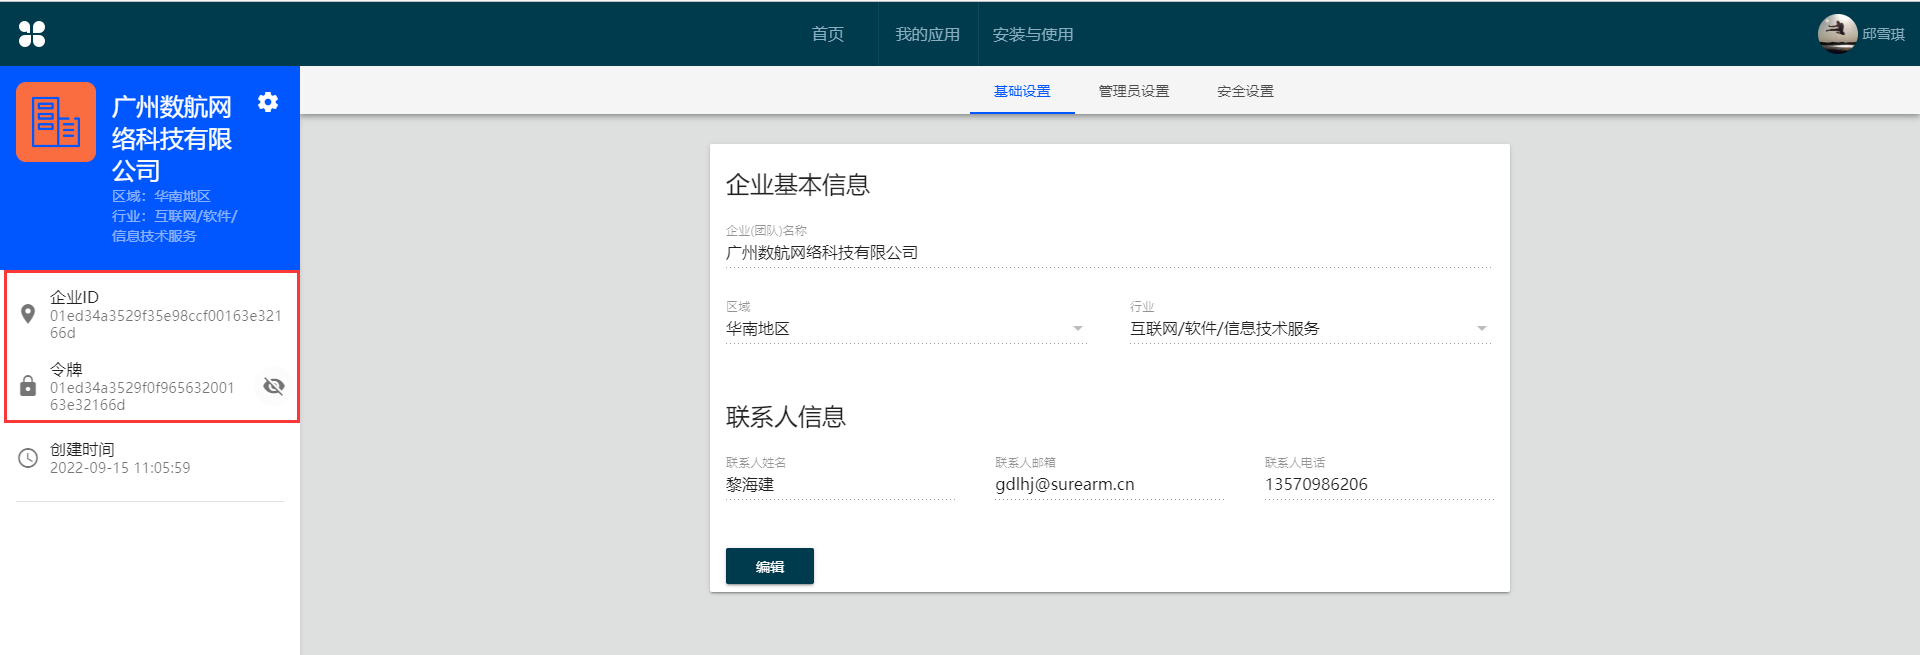 首页
我的应用
安装与使用
邱雪琪
广州数航网
络科技有限
公司
区域：华南地区
行业：互联网/软件/
信息技术服务
企业ID
01ed34a3529f35e98ccf00163e321
66d
令牌
01ed34a3529f0f965632001
63e32166d
创建时间
2022-09-15 11:05:59
基础设置
管理员设置
安全设置
企业基本信息
企业(团队)名称
广州数航网络科技有限公司
区域
华南地区
行业
互联网/软件/信息技术服务
联系人信息
联系人姓名
黎海建
联系人邮箱
gdlhj@surearm.cn
联系人电话
13570986206
编辑